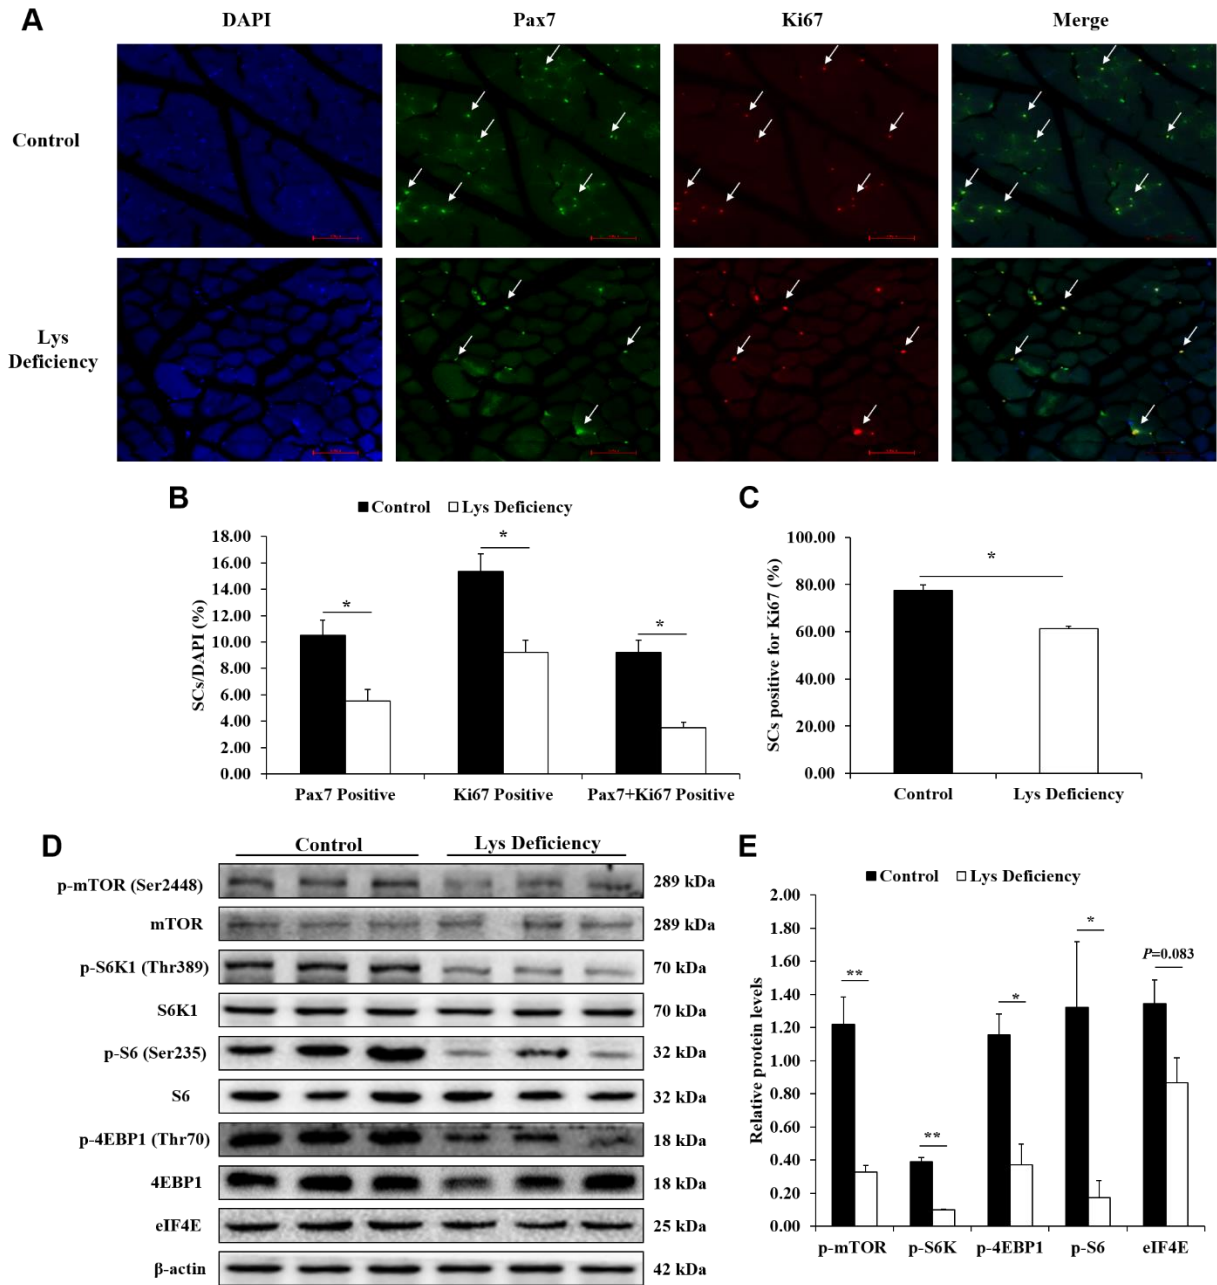 A
DAPI Pax7 Ki67 Merge
Control
Lys
Deficiency
B
■Control □Lys Deficiency
SCs/DAPI (%)
18.00
16.00
14.00
12.00
10.00
8.00
6.00
4.00
2.00
0.00
* * *
Pax7 Positive Ki67 Positive Pax7+Ki67 Positive
C
SCs positive for Ki67 (%)
100.00
80.00
60.00
40.00
20.00
0.00
*
Control Lys Deficiency
D
Control Lys Deficiency
p-mTOR (Ser2448) 289 kDa
mTOR 289 kDa
p-S6K1 (Thr389) 70 kDa
S6K1 70 kDa
p-S6 (Ser235) 32 kDa
S6 32 kDa
p-4EBP1 (Thr70) 18 kDa
4EBP1 18 kDa
eIF4E 25 kDa
β-actin 42 kDa
E
■Control □Lys Deficiency
Relative protein levels
2.00
1.80
1.60
1.40
1.20
1.00
0.80
0.60
0.40
0.20
0.00
** ** * * P=0.083
p-mTOR p-S6K p-4EBP1 p-S6 eIF4E